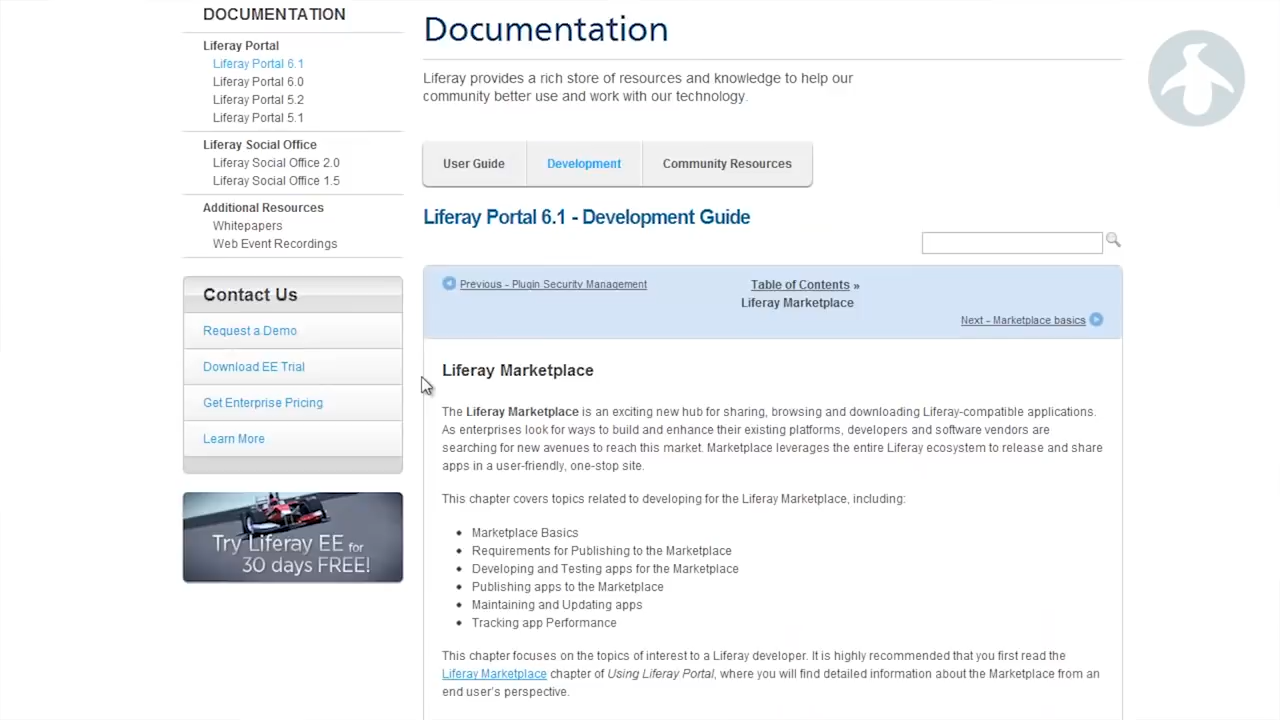 DOCUMENTATION
Liferay Portal
Liferay Portal 6.1
Liferay Portal 6.0
Liferay Portal 5.2
Liferay Portal 5.1
Liferay Social Office
Liferay Social Office 2.0
Liferay Social Office 1.5
Additional Resources
Whitepapers
Web Event Recordings
Contact Us
Request a Demo
Download EE Trial
Get Enterprise Pricing
Learn More
Try Liferay EE for
30 days FREE!
Documentation
Liferay provides a rich store of resources and knowledge to help our
community better use and work with our technology.
User Guide
Development
Community Resources
Liferay Portal 6.1 - Development Guide
Previous - Plugin Security Management
Table of Contents »
Liferay Marketplace
Next - Marketplace basics
Liferay Marketplace
The Liferay Marketplace is an exciting new hub for sharing, browsing and downloading Liferay-compatible applications.
As enterprises look for ways to build and enhance their existing platforms, developers and software vendors are
searching for new avenues to reach this market. Marketplace leverages the entire Liferay ecosystem to release and share
apps in a user-friendly, one-stop site.
This chapter covers topics related to developing for the Liferay Marketplace, including:
• Marketplace Basics
• Requirements for Publishing to the Marketplace
• Developing and Testing apps for the Marketplace
• Publishing apps to the Marketplace
• Maintaining and Updating apps
• Tracking app Performance
This chapter focuses on the topics of interest to a Liferay developer. It is highly recommended that you first read the
Liferay Marketplace chapter of Using Liferay Portal, where you will find detailed information about the Marketplace from an
end user's perspective.